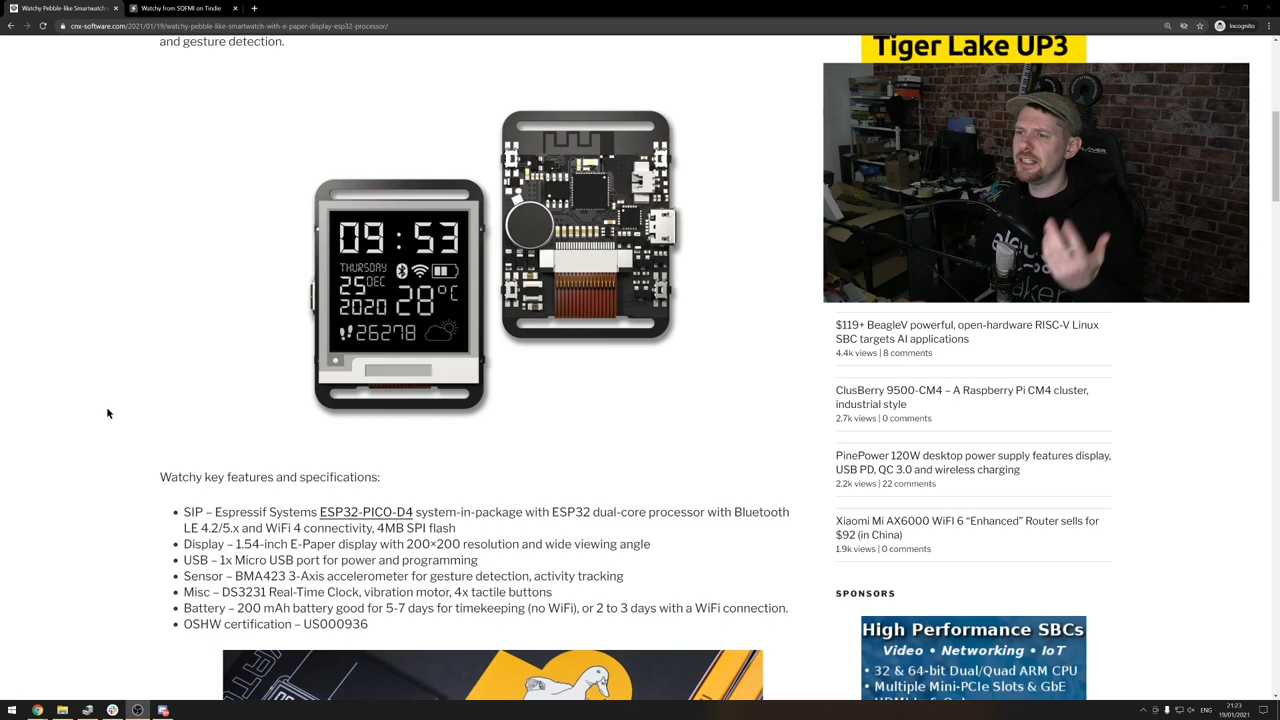 Watchy Pebble-like Smartwatch
Watchy from SQFMI on Tindie
cnx-software.com/2021/01/19/watchy-pebble-like-smartwatch-with-e-paper-display-esp32-processor/
Incognito
and gesture detection.
Tiger Lake UP3
09:53
THURSDAY
25 DEC
2020
28°C
26278
$119+ BeagleV powerful, open-hardware RISC-V Linux
SBC targets AI applications
4.4k views | 8 comments
ClusBerry 9500-CM4 – A Raspberry Pi CM4 cluster,
industrial style
2.7k views | 0 comments
PinePower 120W desktop power supply features display,
USB PD, QC 3.0 and wireless charging
2.2k views | 22 comments
Xiaomi Mi AX6000 WiFI 6 “Enhanced” Router sells for
$92 (in China)
1.9k views | 0 comments
SPONSORS
High Performance SBCs
Video • Networking • IoT
• 32 & 64-bit Dual/Quad ARM CPU
• Multiple Mini-PCIe Slots & GbE
Watchy key features and specifications:
• SIP – Espressif Systems ESP32-PICO-D4 system-in-package with ESP32 dual-core processor with Bluetooth
LE 4.2/5.x and WiFi 4 connectivity, 4MB SPI flash
• Display – 1.54-inch E-Paper display with 200×200 resolution and wide viewing angle
• USB – 1x Micro USB port for power and programming
• Sensor – BMA423 3-Axis accelerometer for gesture detection, activity tracking
• Misc – DS3231 Real-Time Clock, vibration motor, 4x tactile buttons
• Battery – 200 mAh battery good for 5-7 days for timekeeping (no WiFi), or 2 to 3 days with a WiFi connection.
• OSHW certification – US000936
ENG
21:23
19/01/2021